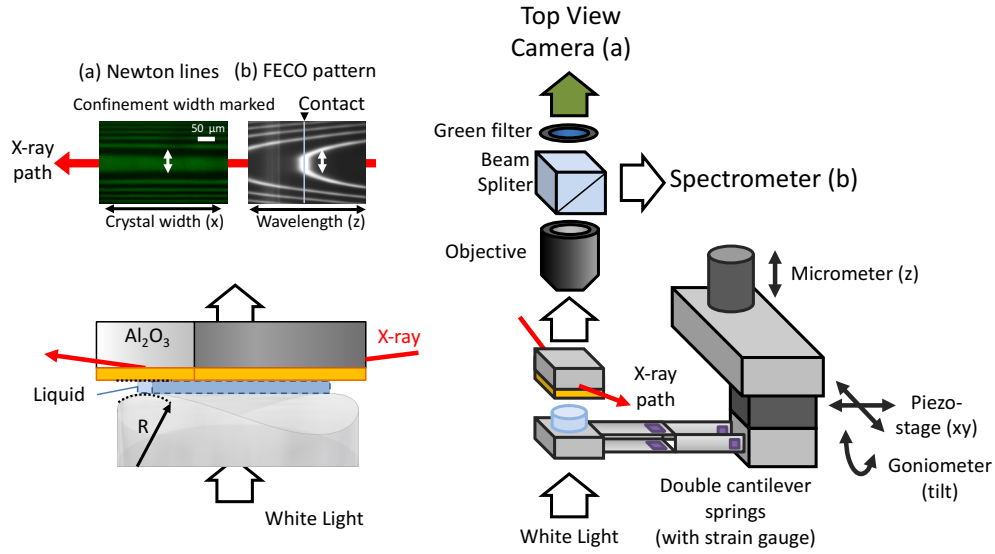 (a) Newton lines
(b) FECO pattern
Confinement width marked
Contact
50 µm
X-ray
path
Crystal width (x)
Wavelength (z)
Al2O3
X-ray
Liquid
R
White Light
Top View
Camera (a)
Green filter
Beam
Spliter
Spectrometer (b)
Objective
Micrometer (z)
X-ray
path
Piezo-
stage (xy)
Goniometer
(tilt)
Double cantilever
springs
(with strain gauge)
White Light